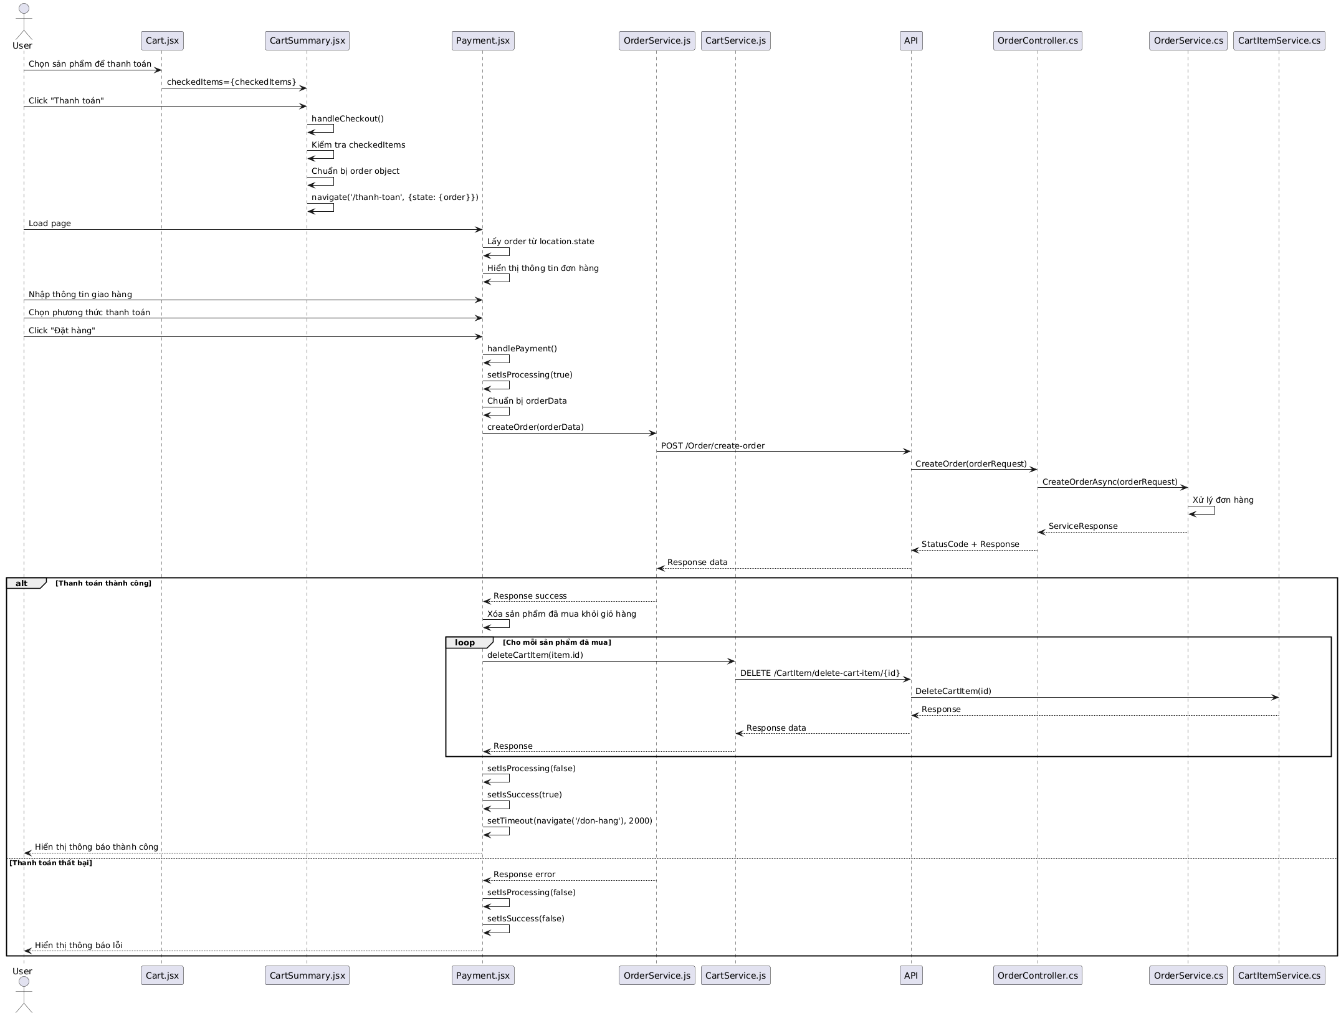 User
Cart.jsx
CartSummary.jsx
Payment.jsx
OrderService.js
CartService.js
API
OrderController.cs
OrderService.cs
CartItemService.cs
Chọn sản phẩm để thanh toán
checkedItems={checkedItems}
Click "Thanh toán"
handleCheckout()
Kiểm tra checkedItems
Chuẩn bị order object
navigate('/thanh-toan', {state: {order}})
Load page
Lấy order từ location.state
Hiển thị thông tin đơn hàng
Nhập thông tin giao hàng
Chọn phương thức thanh toán
Click "Đặt hàng"
handlePayment()
setIsProcessing(true)
Chuẩn bị orderData
createOrder(orderData)
POST /Order/create-order
CreateOrder(orderRequest)
CreateOrderAsync(orderRequest)
Xử lý đơn hàng
ServiceResponse
StatusCode + Response
Response data
alt [Thanh toán thành công]
Response success
Xóa sản phẩm đã mua khỏi giỏ hàng
loop [Cho mỗi sản phẩm đã mua]
deleteCartItem(item.id)
DELETE /CartItem/delete-cart-item/{id}
DeleteCartItem(id)
Response
Response data
Response
setIsProcessing(false)
setIsSuccess(true)
setTimeout(navigate('/don-hang'), 2000)
Hiển thị thông báo thành công
[Thanh toán thất bại]
Response error
setIsProcessing(false)
setIsSuccess(false)
Hiển thị thông báo lỗi
User
Cart.jsx
CartSummary.jsx
Payment.jsx
OrderService.js
CartService.js
API
OrderController.cs
OrderService.cs
CartItemService.cs